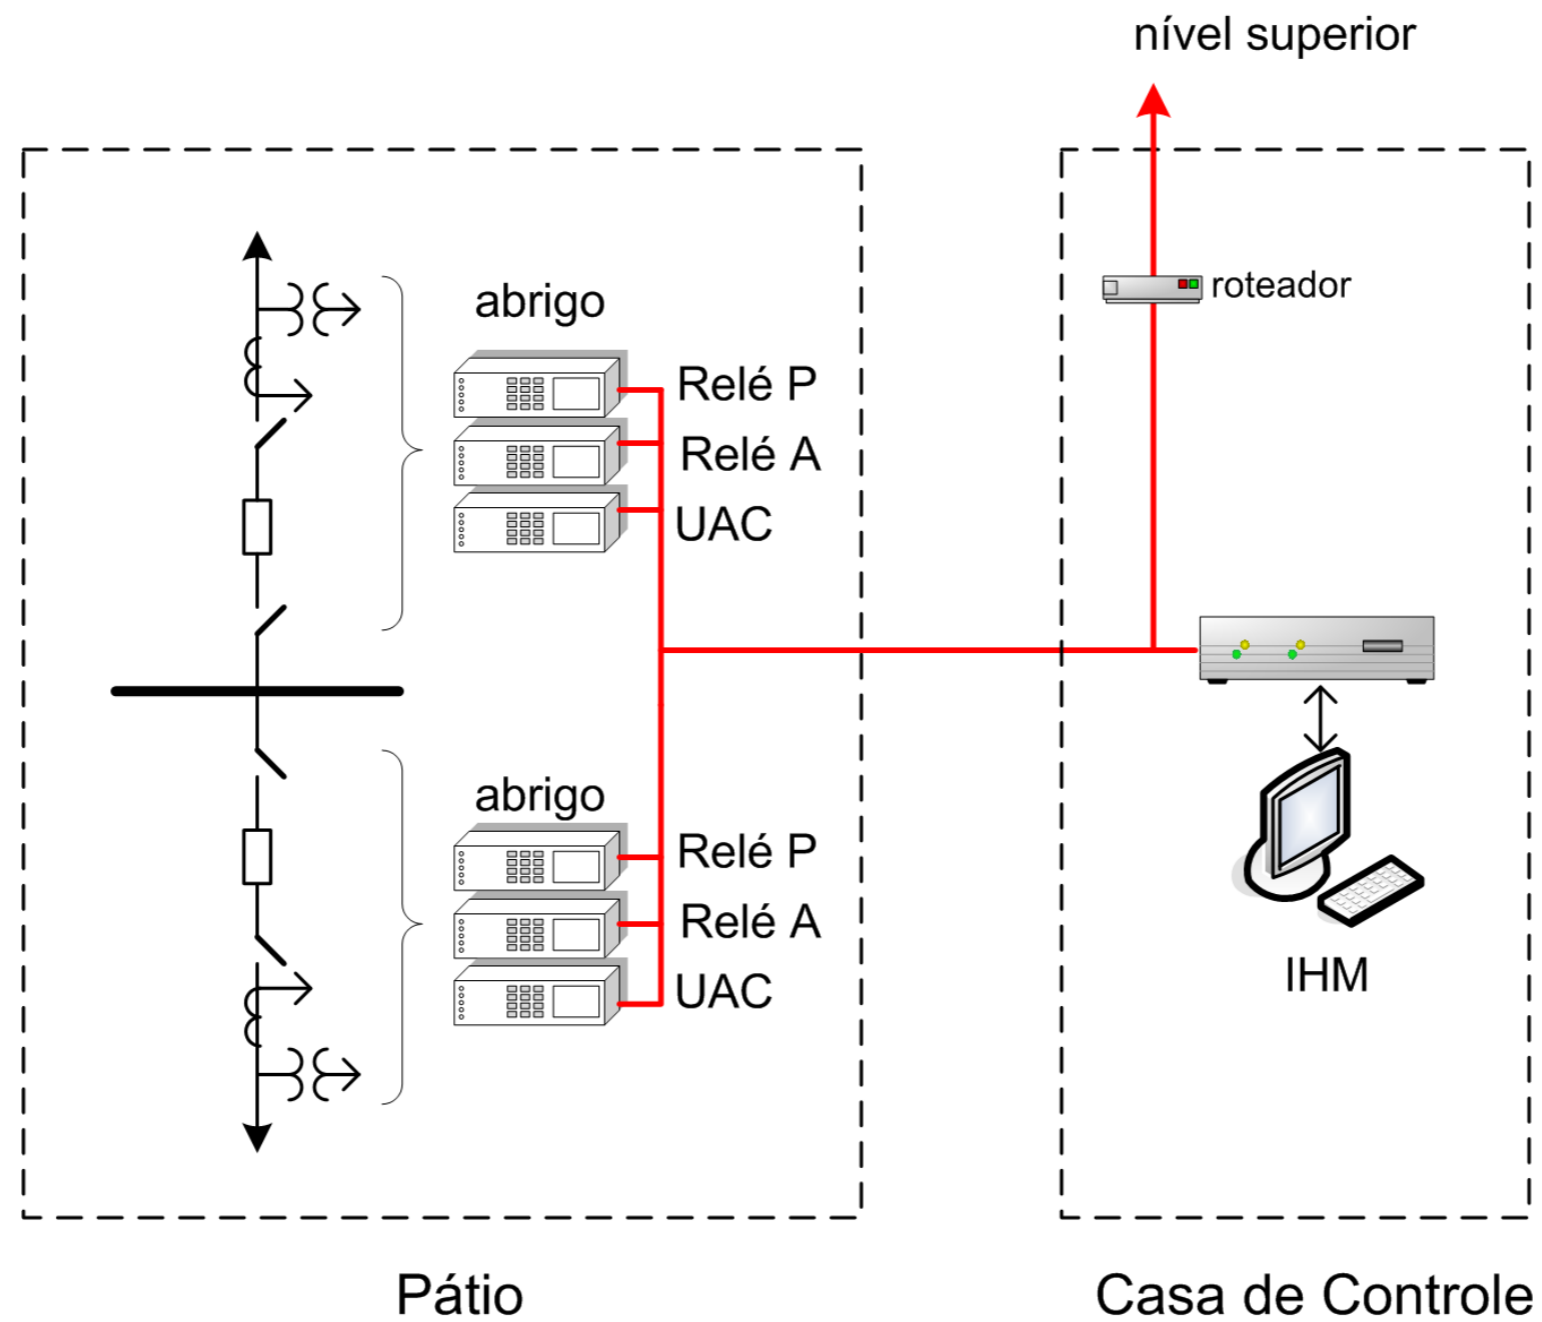 nível superior
roteador
abrigo
Relé P
Relé A
UAC
abrigo
Relé P
Relé A
UAC
IHM
Pátio
Casa de Controle